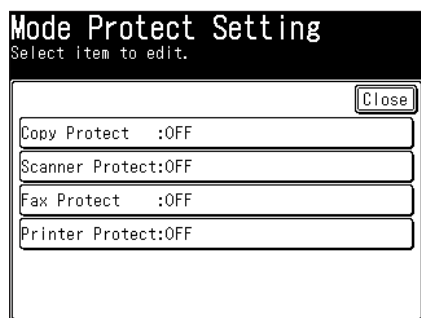 Mode Protect Setting
Select item to edit.
Close
Copy Protect :OFF
Scanner Protect:OFF
Fax Protect :OFF
Printer Protect:OFF